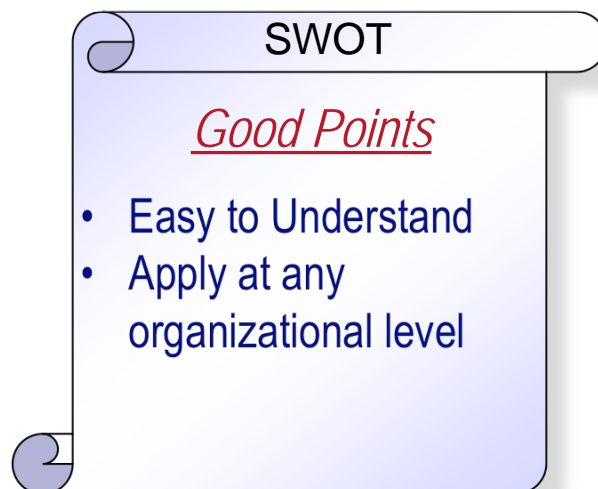 SWOT
Good Points
• Easy to Understand
• Apply at any
organizational level